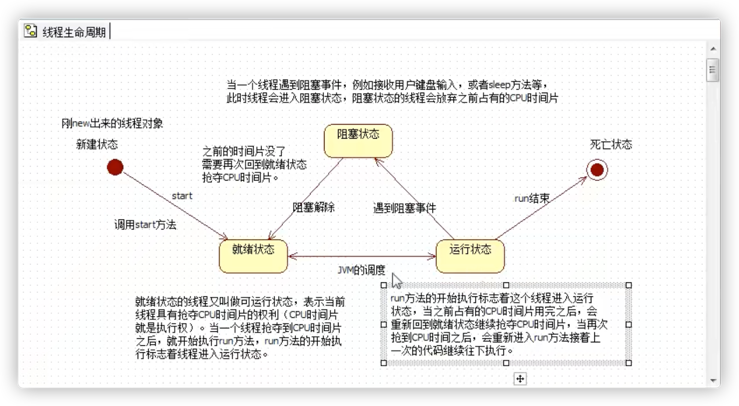 线程生命周期
当一个线程遇到阻塞事件，例如接收用户键盘输入，或者sleep方法等，
此时线程会进入阻塞状态，阻塞状态的线程会放弃之前占有的CPU时间片
刚new出来的线程对象
新建状态
阻塞状态
死亡状态
之前的时间片没了
需要再次回到就绪状态
抢夺CPU时间片。
start
run结束
阻塞解除
遇到阻塞事件
调用start方法
就绪状态
运行状态
JVM的调度
就绪状态的线程又叫做可运行状态，表示当前
线程具有抢夺CPU时间片的权利（CPU时间片
就是执行权）。当一个线程抢夺到CPU时间片
之后，就开始执行run方法，run方法的开始执
行标志着线程进入运行状态。
run方法的开始执行标志着这个线程进入运行
状态，当之前占有的CPU时间片用完之后，会
重新回到就绪状态继续抢夺CPU时间片，当再次
抢到CPU时间之后，会重新进入run方法接着上
一次的代码继续往下执行。